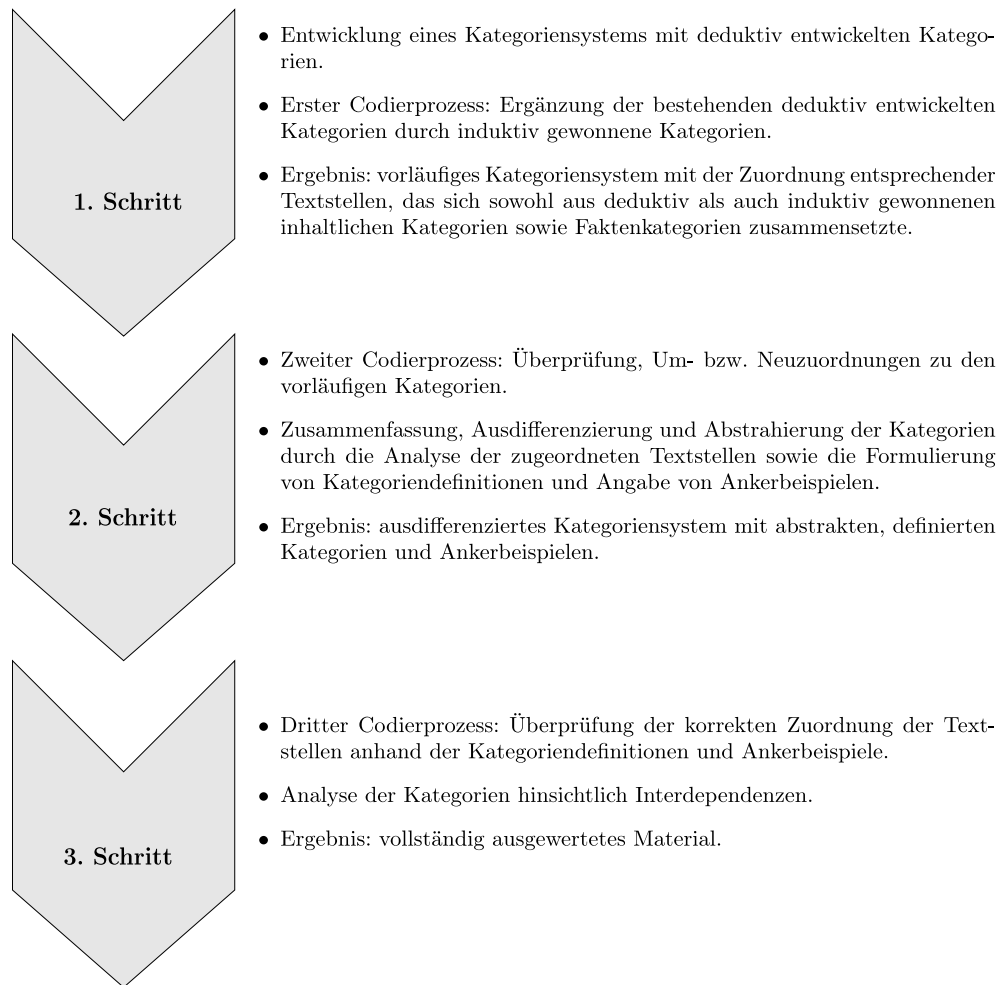 1. Schritt
• Entwicklung eines Kategoriensystems mit deduktiv entwickelten Katego-
rien.
• Erster Codierprozess: Ergänzung der bestehenden deduktiv entwickelten
Kategorien durch induktiv gewonnene Kategorien.
• Ergebnis: vorläufiges Kategoriensystem mit der Zuordnung entsprechender
Textstellen, das sich sowohl aus deduktiv als auch induktiv gewonnenen
inhaltlichen Kategorien sowie Faktenkategorien zusammensetzte.
2. Schritt
• Zweiter Codierprozess: Überprüfung, Um- bzw. Neuzuordnungen zu den
vorläufigen Kategorien.
• Zusammenfassung, Ausdifferenzierung und Abstrahierung der Kategorien
durch die Analyse der zugeordneten Textstellen sowie die Formulierung
von Kategoriendefinitionen und Angabe von Ankerbeispielen.
• Ergebnis: ausdifferenziertes Kategoriensystem mit abstrakten, definierten
Kategorien und Ankerbeispielen.
3. Schritt
• Dritter Codierprozess: Überprüfung der korrekten Zuordnung der Text-
stellen anhand der Kategoriendefinitionen und Ankerbeispiele.
• Analyse der Kategorien hinsichtlich Interdependenzen.
• Ergebnis: vollständig ausgewertetes Material.